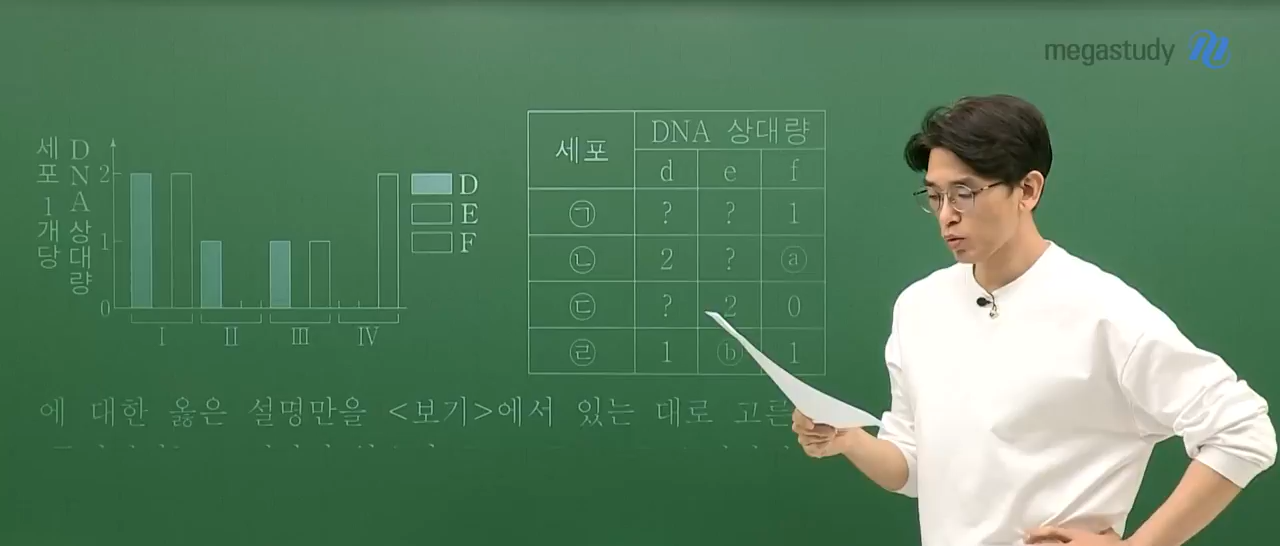 megastudy
세포 1개당
DNA 상대량
2
1
0
I
II
III
IV
D
E
F
세포
DNA 상대량
d e f
㉠ ? ? 1
㉡ 2 ? ⓐ
㉢ ? 2 0
㉣ 1 ⓑ 1
에 대한 옳은 설명만을 <보기>에서 있는 대로 고른